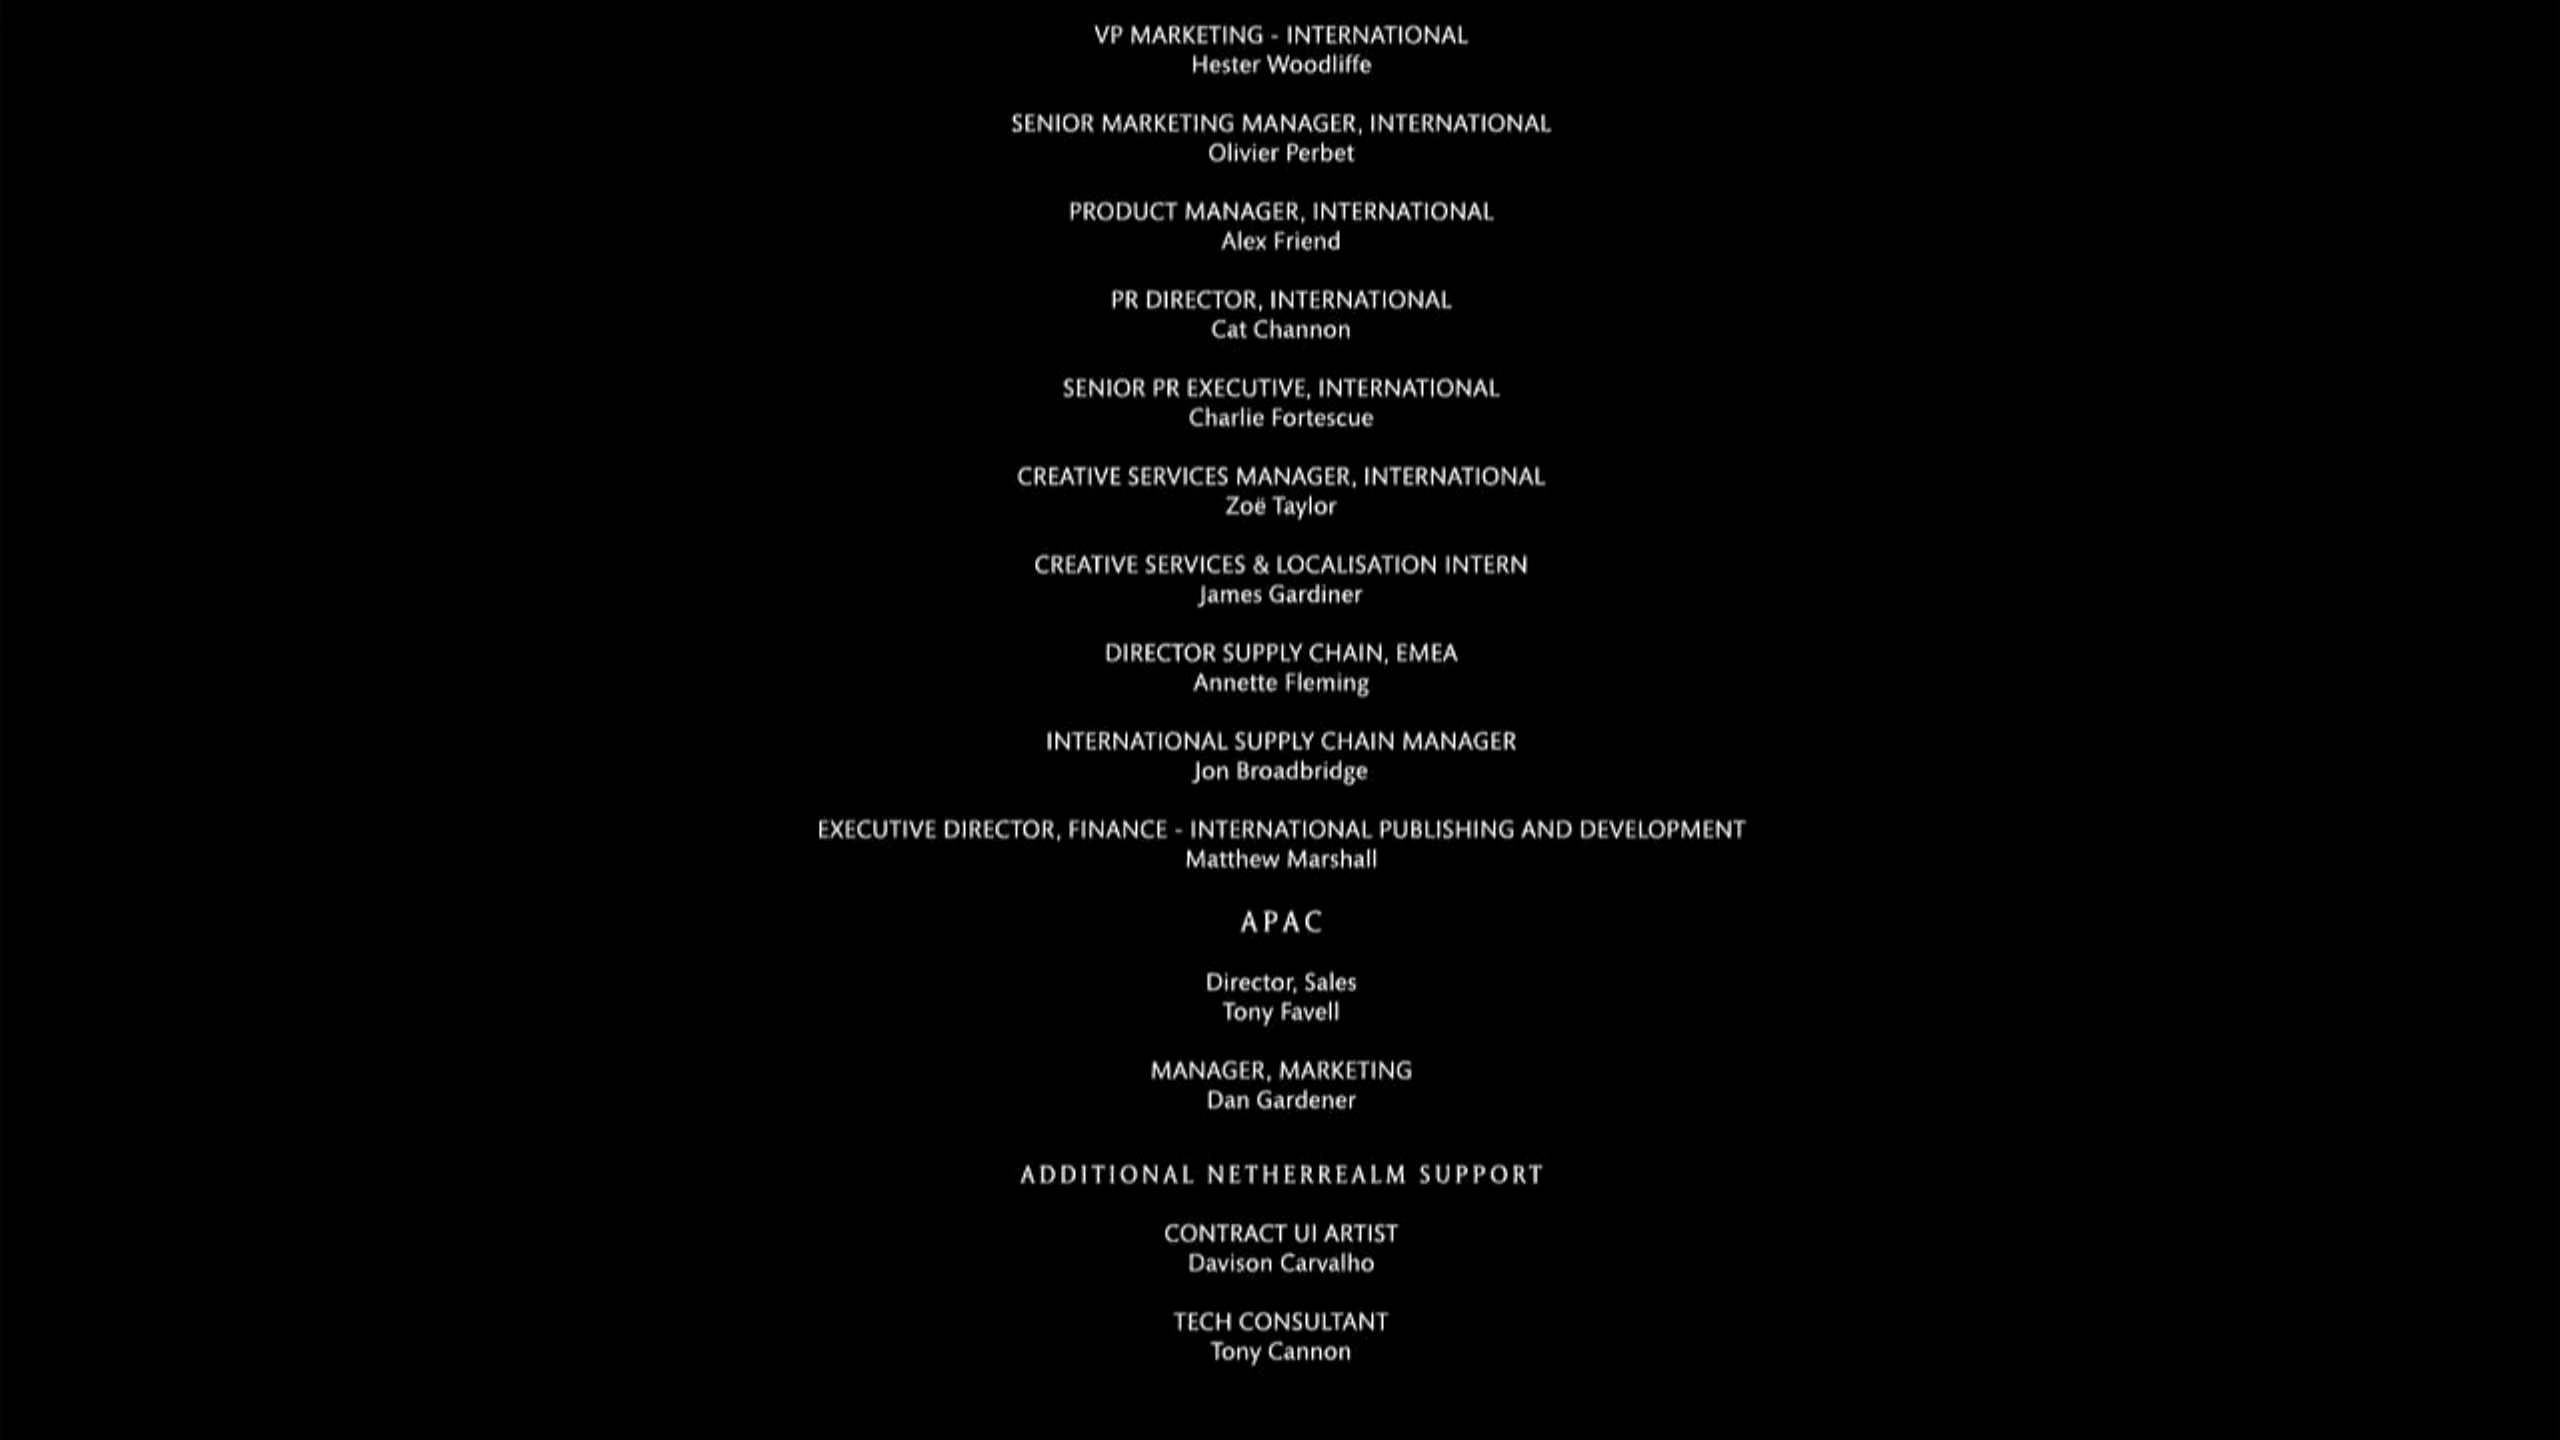 VP MARKETING - INTERNATIONAL
Hester Woodliffe
SENIOR MARKETING MANAGER, INTERNATIONAL
Olivier Perbet
PRODUCT MANAGER, INTERNATIONAL
Alex Friend
PR DIRECTOR, INTERNATIONAL
Cat Channon
SENIOR PR EXECUTIVE, INTERNATIONAL
Charlie Fortescue
CREATIVE SERVICES MANAGER, INTERNATIONAL
Zoë Taylor
CREATIVE SERVICES & LOCALISATION INTERN
James Gardiner
DIRECTOR SUPPLY CHAIN, EMEA
Annette Fleming
INTERNATIONAL SUPPLY CHAIN MANAGER
Jon Broadbridge
EXECUTIVE DIRECTOR, FINANCE - INTERNATIONAL PUBLISHING AND DEVELOPMENT
Matthew Marshall
APAC
Director, Sales
Tony Favell
MANAGER, MARKETING
Dan Gardener
ADDITIONAL NETHERREALM SUPPORT
CONTRACT UI ARTIST
Davison Carvalho
TECH CONSULTANT
Tony Cannon